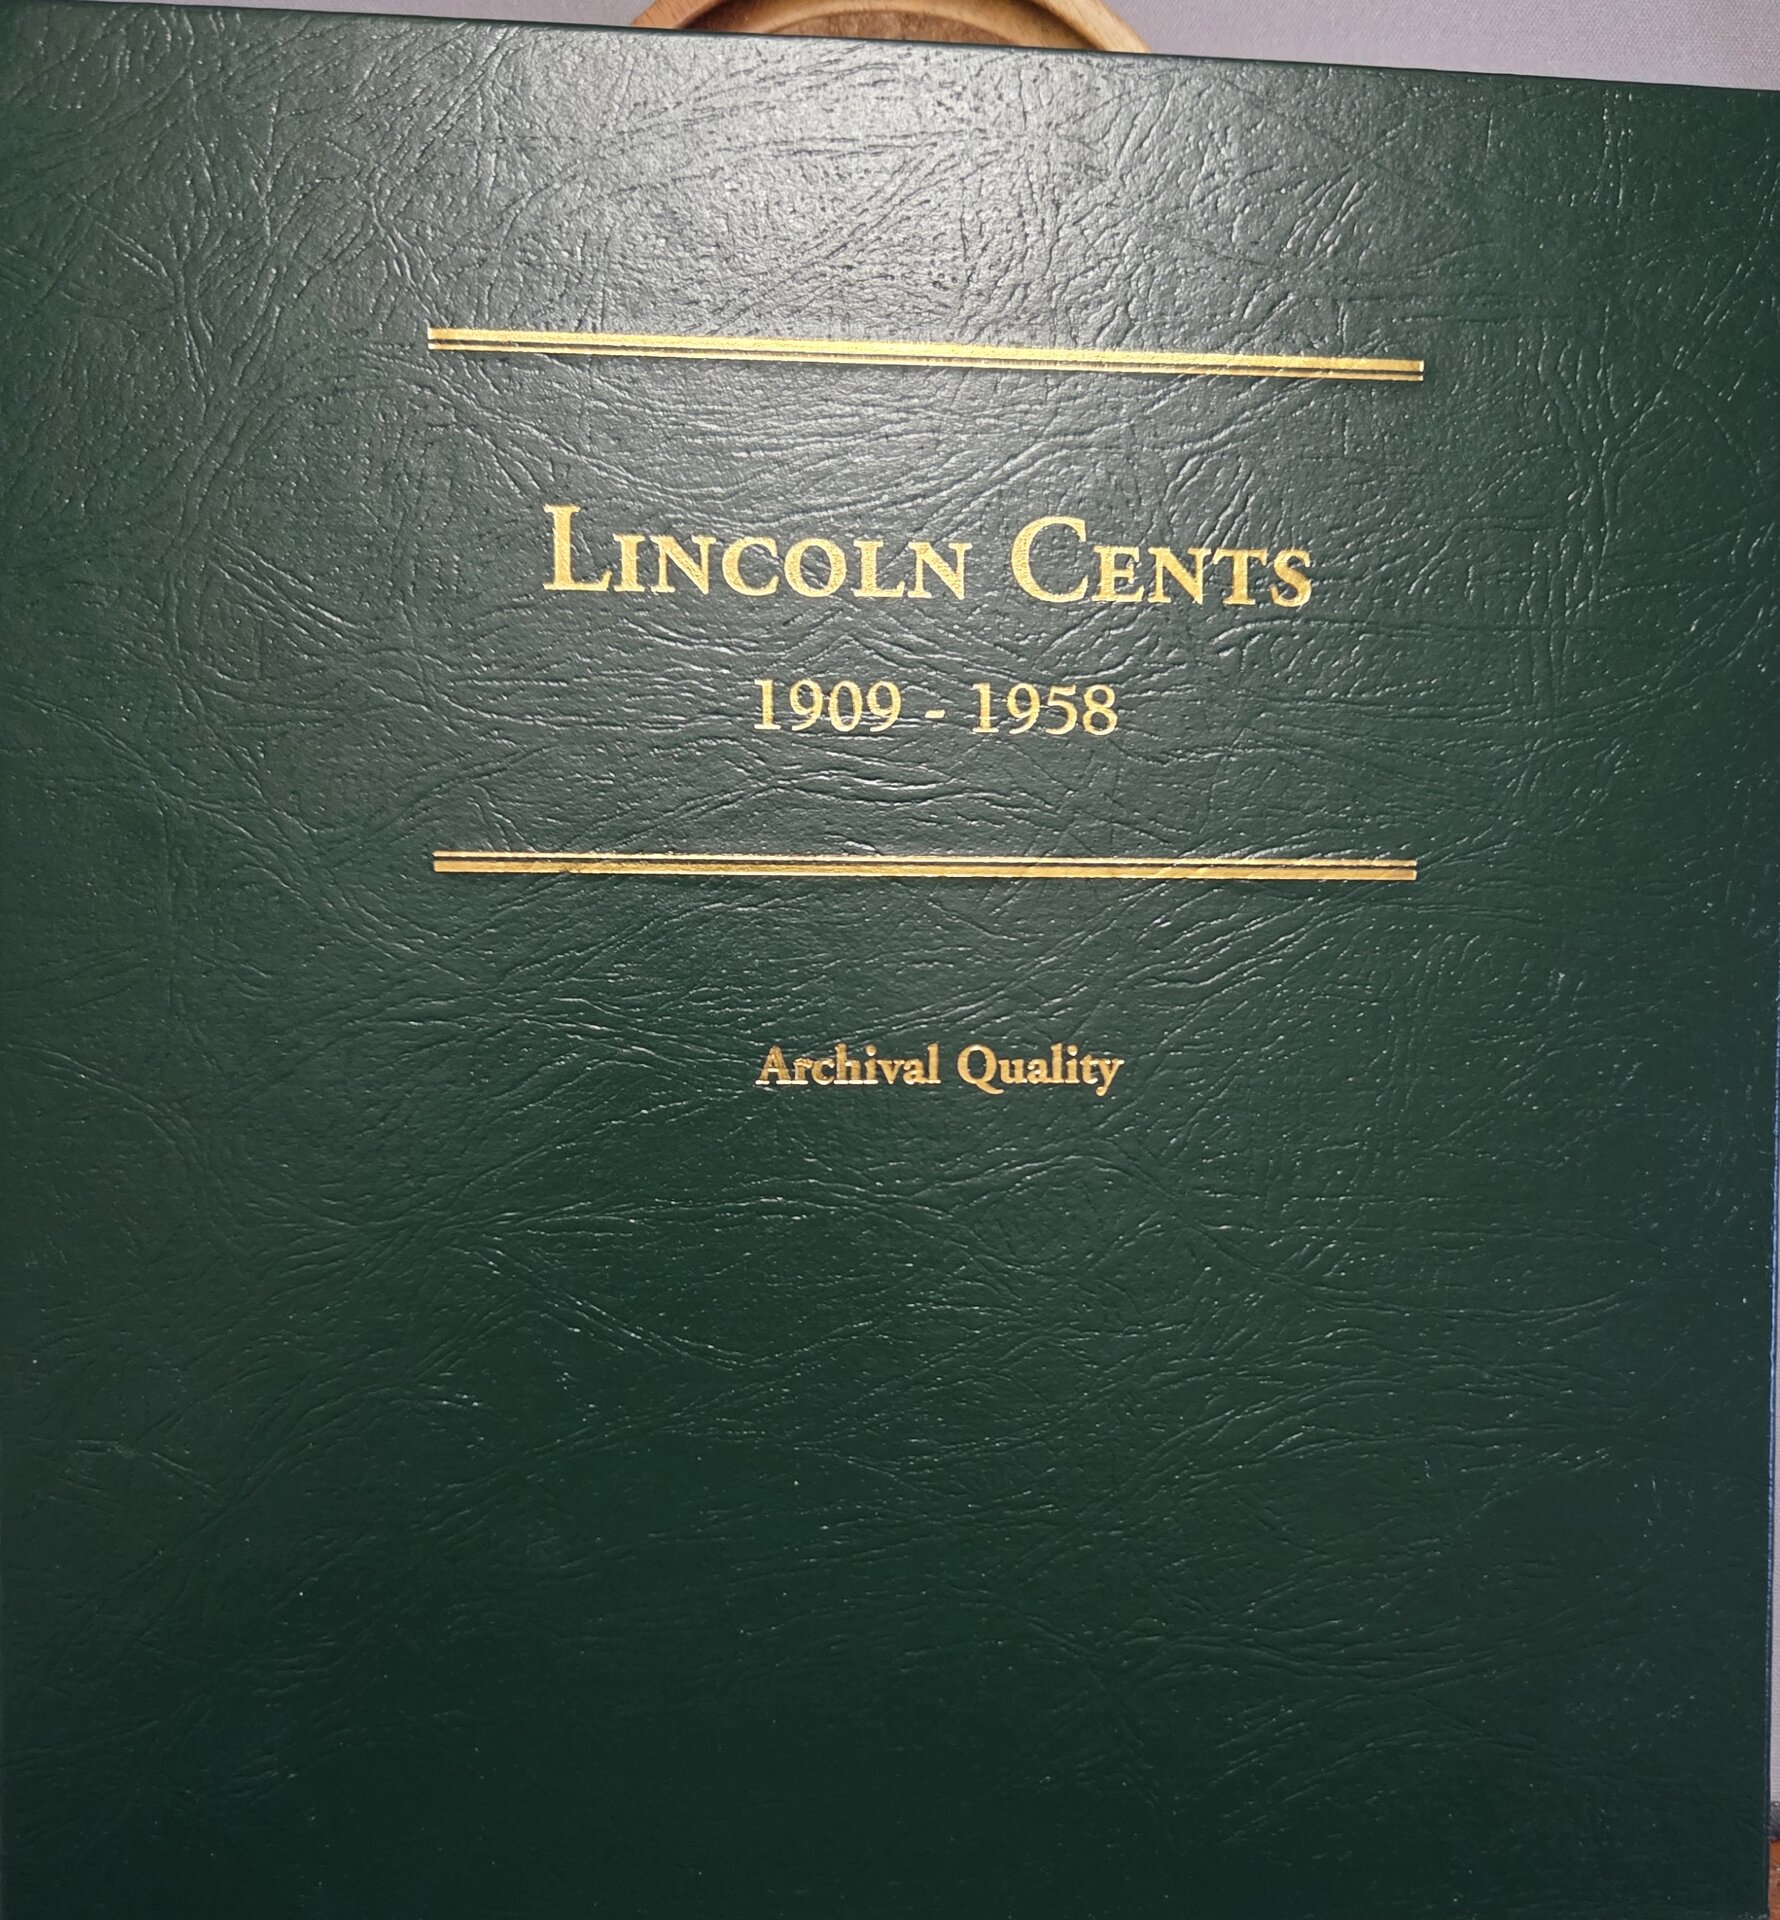 Lincoln Cents
1909 - 1958
Archival Quality